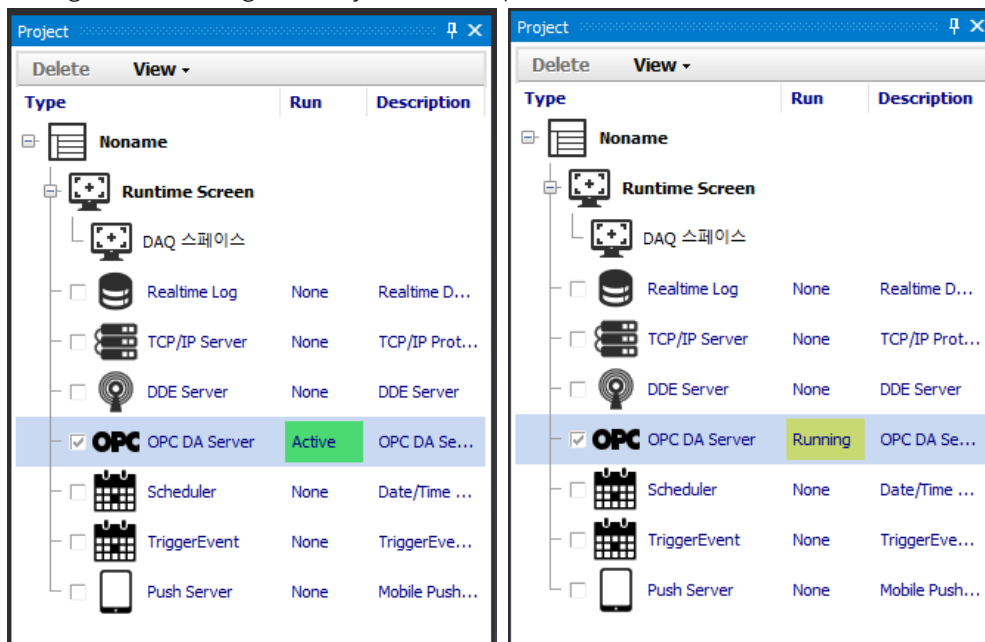 Project
Delete View
Type Run Description
Noname
Runtime Screen
DAQ 스페이스
Realtime Log None Realtime D...
TCP/IP Server None TCP/IP Prot...
DDE Server None DDE Server
OPC OPC DA Server Active OPC DA Se...
Scheduler None Date/Time ...
TriggerEvent None TriggerEve...
Push Server None Mobile Push...
Project
Delete View
Type Run Description
Noname
Runtime Screen
DAQ 스페이스
Realtime Log None Realtime D...
TCP/IP Server None TCP/IP Prot...
DDE Server None DDE Server
OPC OPC DA Server Running OPC DA Se...
Scheduler None Date/Time ...
TriggerEvent None TriggerEve...
Push Server None Mobile Push...